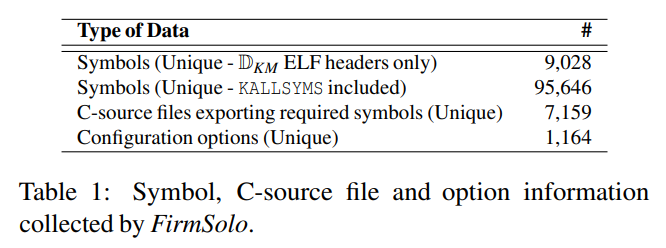 Type of Data #
Symbols (Unique - 𝔻KM ELF headers only) 9,028
Symbols (Unique - KALLSYMS included) 95,646
C-source files exporting required symbols (Unique) 7,159
Configuration options (Unique) 1,164
Table 1: Symbol, C-source file and option information
collected by FirmSolo.